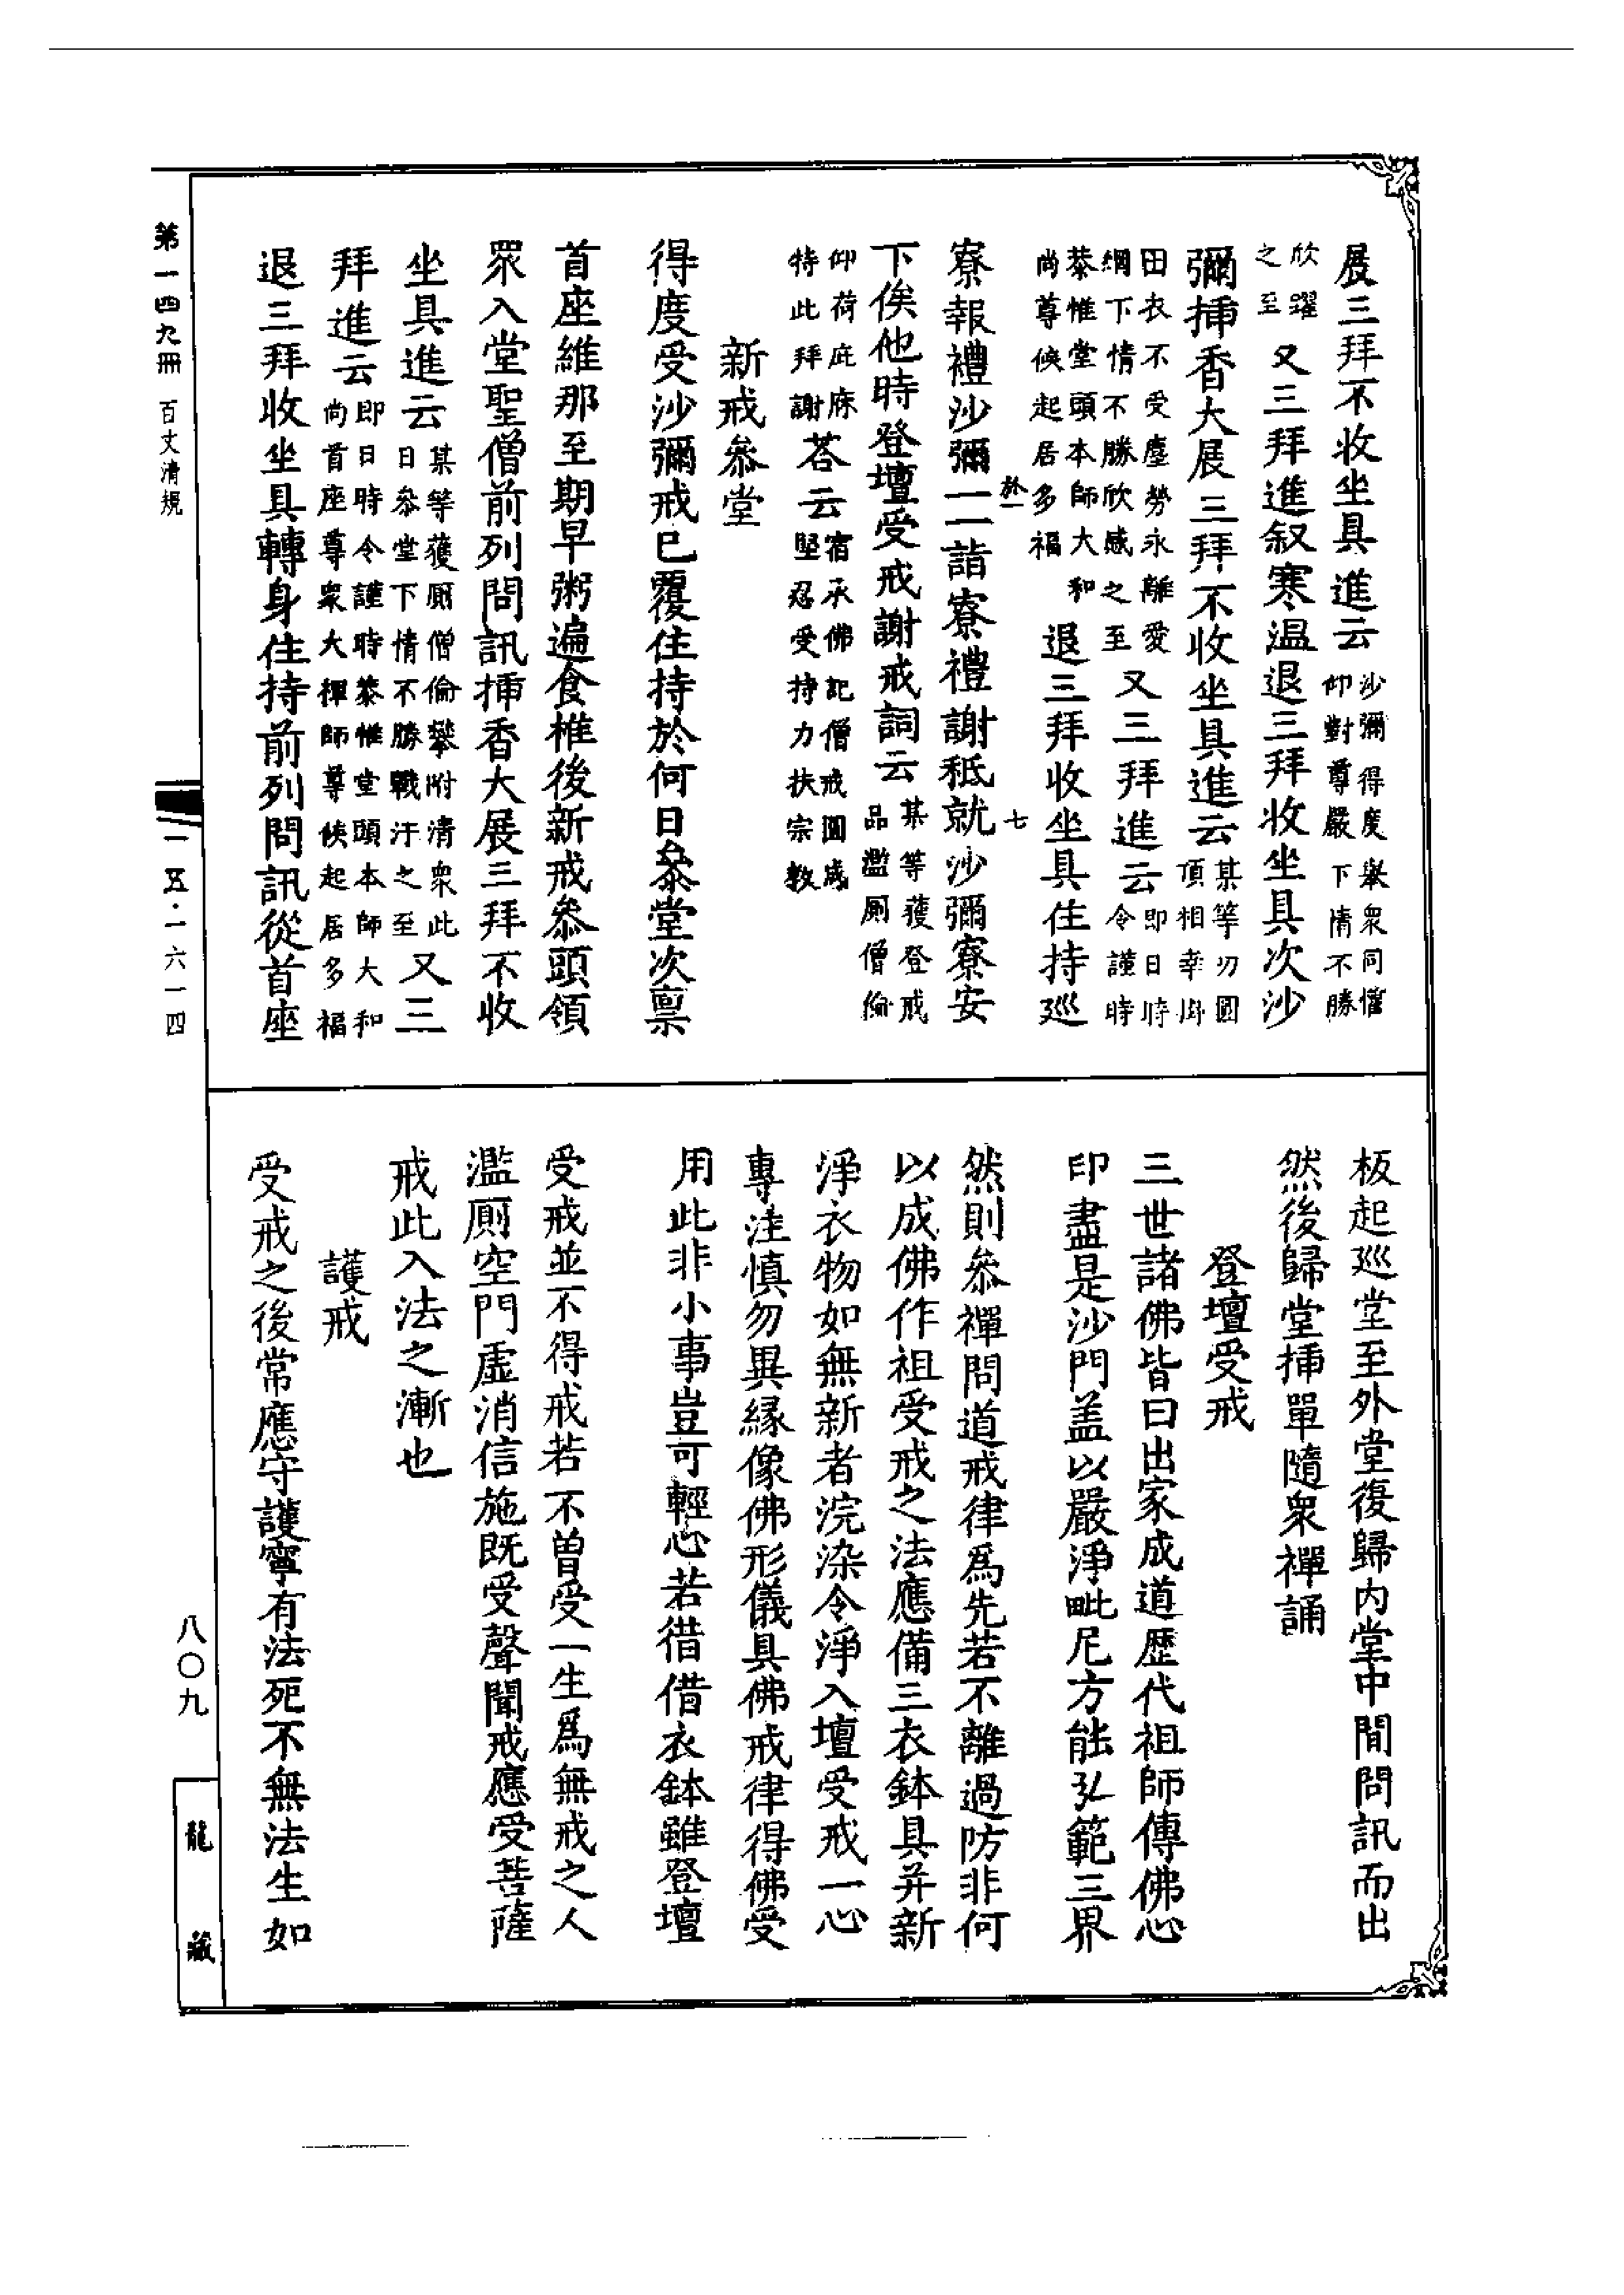 展三拜不收坐具進云沙彌得度舉衆同懽仰對尊嚴下情不勝
欣躍之至又三拜進叙寒温退三拜收坐具次沙
彌揷香大展三拜不收坐具進云某等刃圓頂相幸掛
田衣不受塵勞永離愛綱下情不勝欣感之至又三拜進云即日時令謹時
㳟惟堂頭本師大和尚尊候起居多福退三拜收坐具住持巡
於一 七
寮報禮沙彌一一詣寮禮謝秪就沙彌寮安
下俟他時登壇受戒謝戒詞云某等獲登戒品濫厠僧倫
仰荷庇庥特此拜謝荅云宿承佛記僧戒圓成堅忍受持力扶宗教
新戒叅堂
得度受沙彌戒已覆住持於何日叅堂次稟
首座維那至期早粥遍食椎後新戒叅頭領
眾入堂聖僧前列問訊揷香大展三拜不收
坐具進云某等獲厠僧倫攀附清衆此日叅堂下情不勝戰汗之至又三
拜進云即日時令謹時㳟惟堂頭本師大和尚首座尊衆大禪師尊候起居多福
退三拜收坐具轉身住持前列問訊從首座
第一四九冊 百丈清規
一五·一六一四
板起巡堂至外堂復歸内堂中間問訊而出
然後歸堂揷單隨衆禪誦
登壇受戒
三世諸佛皆曰出家成道歷代祖師傳佛心
印盡是沙門盖以嚴淨毗尼方能弘範三界
然則叅禪問道戒律爲先若不離過防非何
以成佛作祖受戒之法應備三衣鉢具并新
淨衣物如無新者浣染令淨入壇受戒一心
專注慎勿異緣像佛形儀具佛戒律得佛受
用此非小事豈可輕心若借借衣鉢雖登壇
受戒並不得戒若不曾受一生爲無戒之人
濫厠空門虛消信施既受聲聞戒應受菩薩
戒此入法之漸也
護戒
受戒之後常應守護寧有法死不無法生如
八〇九
龍藏